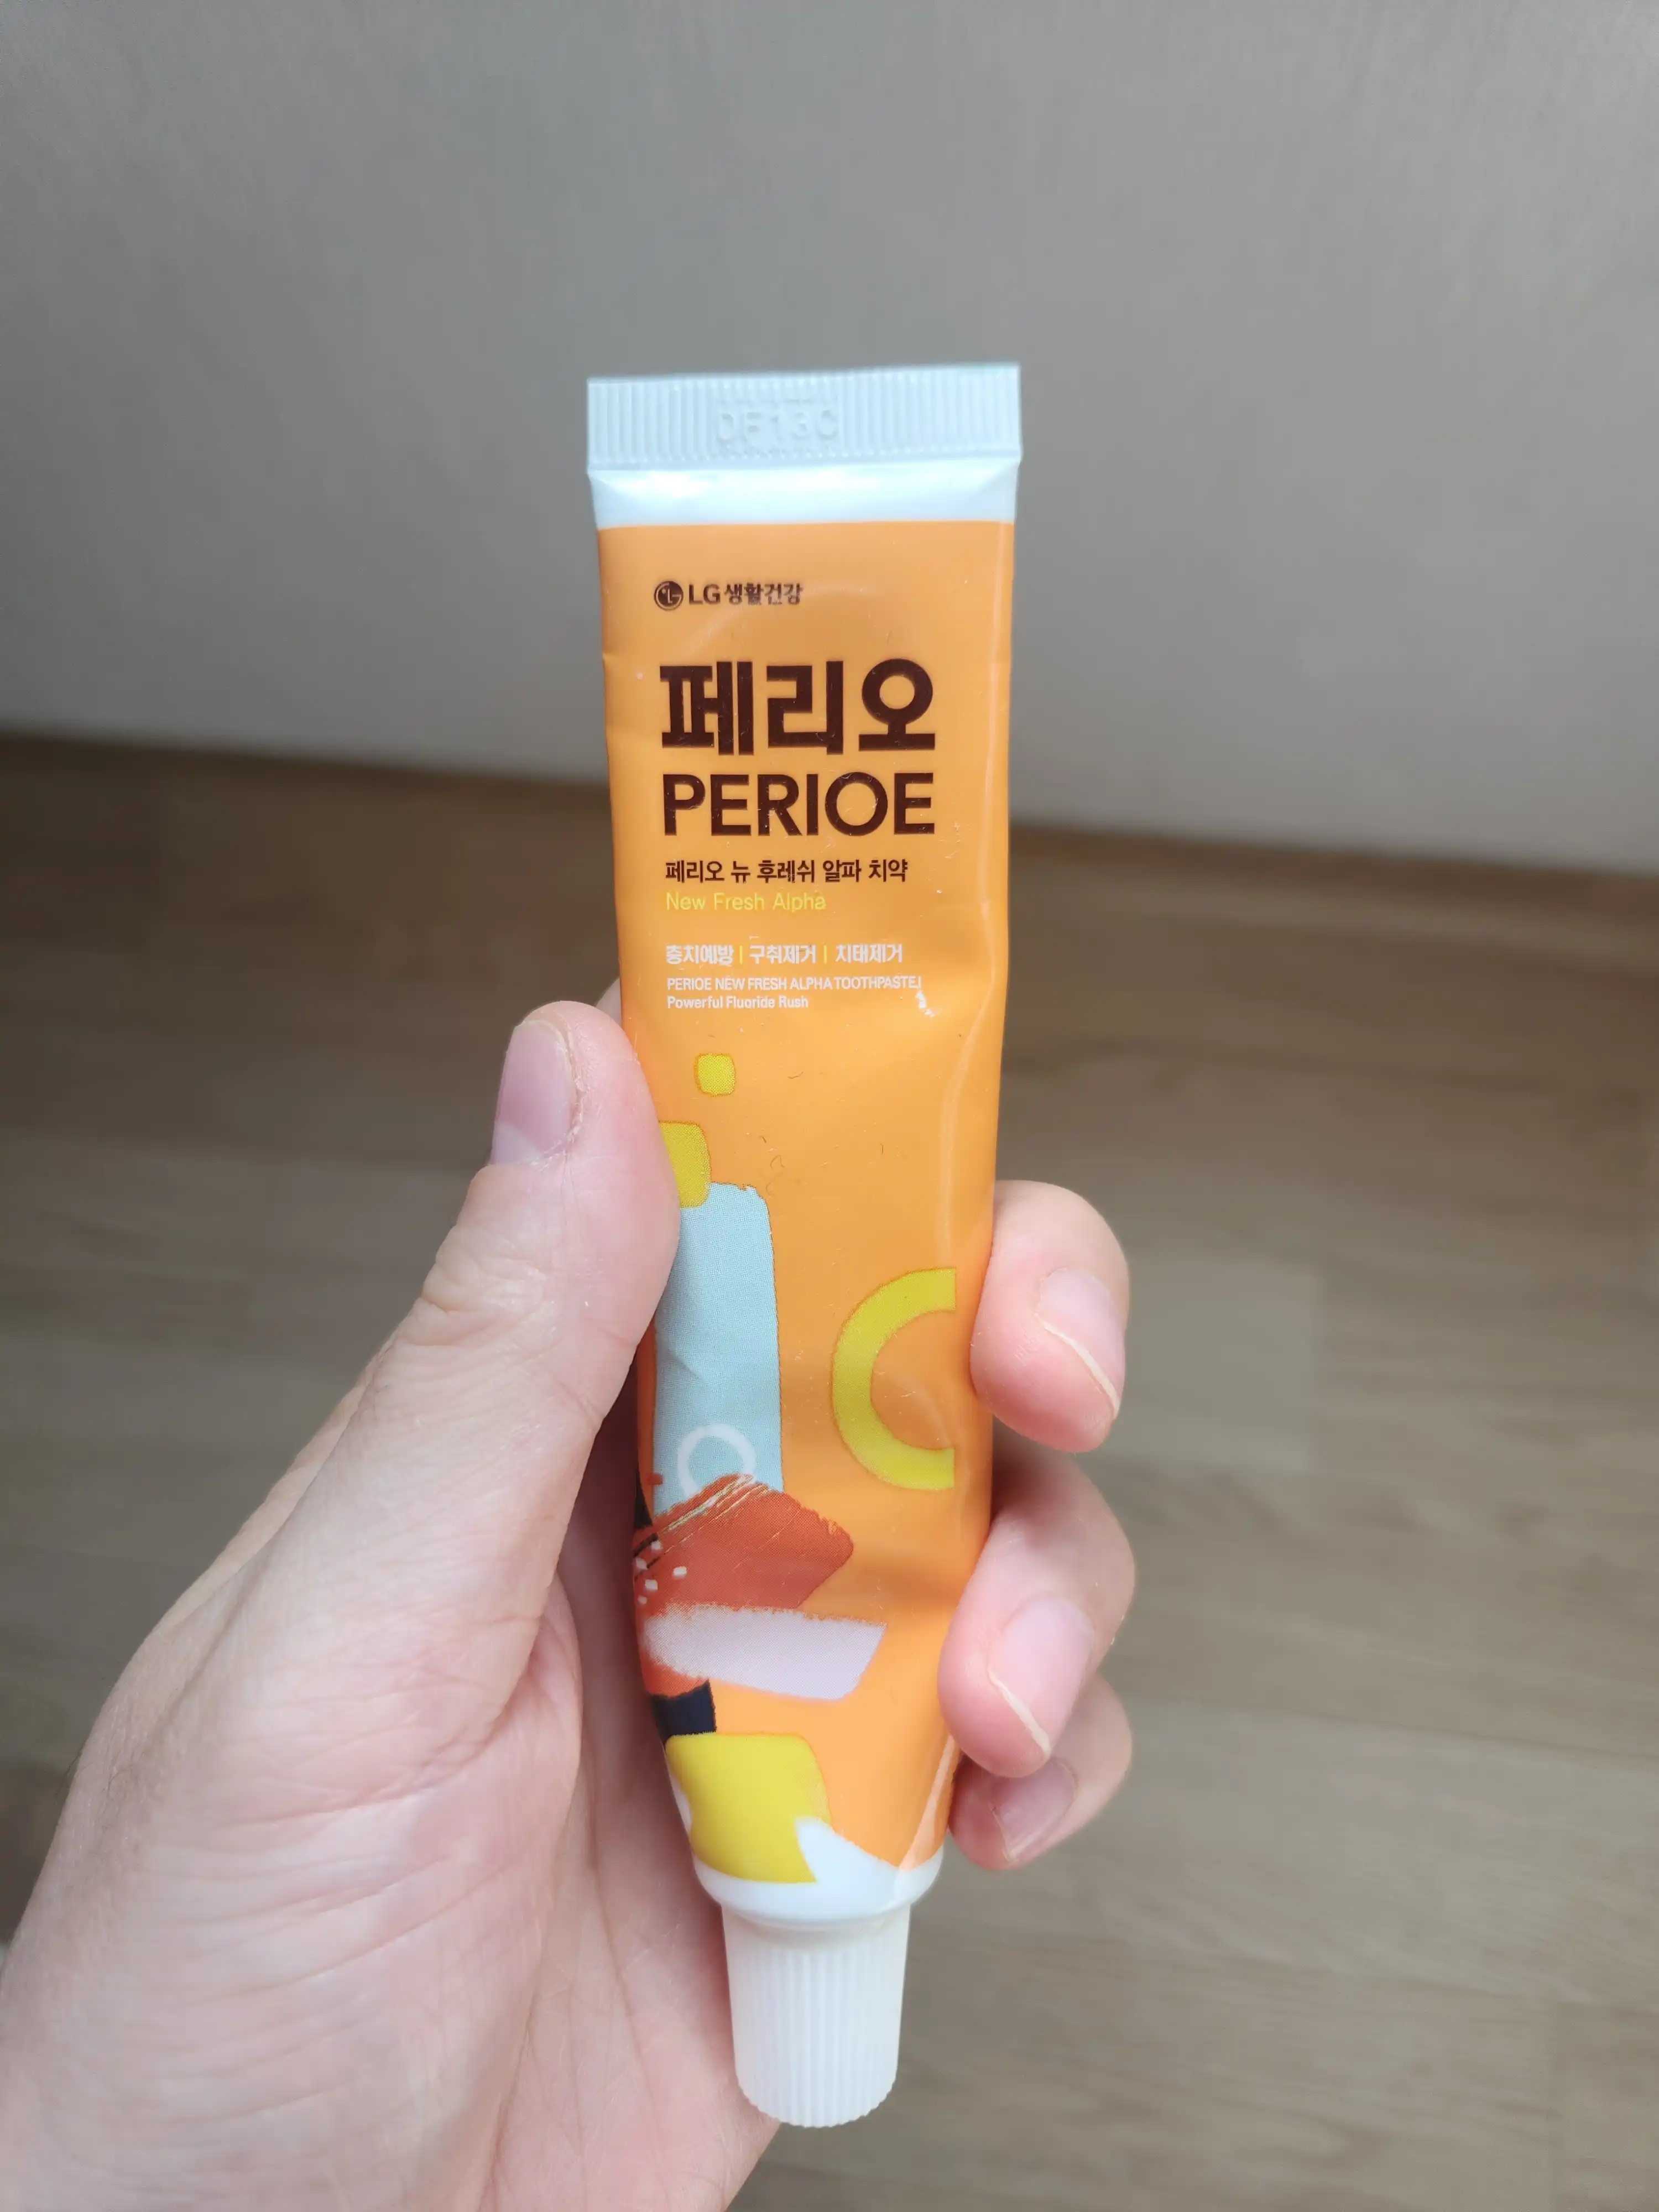 DF13C
LG생활건강
페리오
PERIOE
페리오 뉴 후레쉬 알파 치약
New Fresh Alpha
충치예방 | 구취제거 | 치태제거
PERIOE NEW FRESH ALPHA TOOTHPASTE
Powerful Fluoride Rush